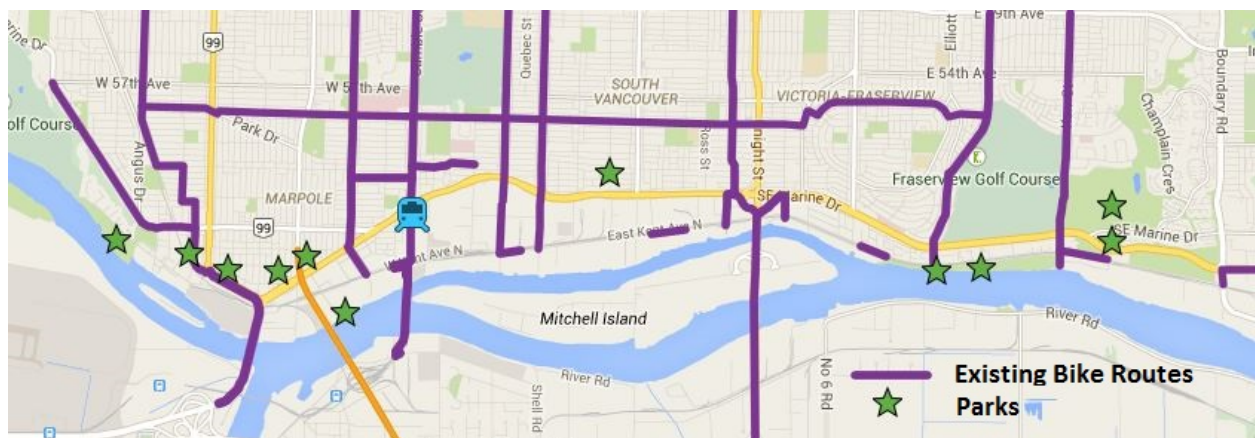 99
E 49th Ave
Elliott
erine Dr
Quebec St
W 57th Ave
SOUTH
VANCOUVER
E 54th Ave
VICTORIA-FRASERVIEW
Boundary Rd
Park Dr
Ross St
Knight St
Champlain Cres
olf Course
Angus Dr
MARPOLE
Fraserview Golf Course
99
SE Marine Dr
East Kent Ave N
SE Marine Dr
W Kent Ave N
Mitchell Island
River Rd
River Rd
No 6 Rd
Shell Rd
Existing Bike Routes
Parks